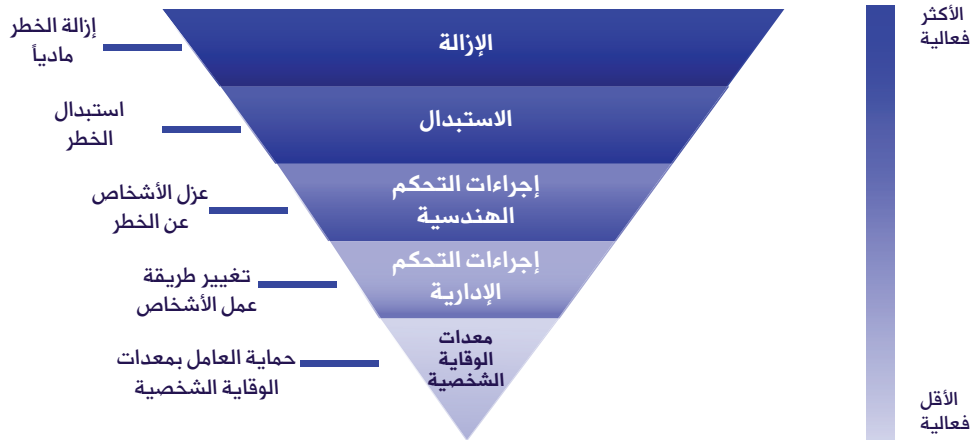 الأكثر
فعالية
الإزالة
إزالة الخطر
مادياً
الاستبدال
استبدال
الخطر
إجراءات التحكم
الهندسية
عزل الأشخاص
عن الخطر
إجراءات التحكم
الإدارية
تغيير طريقة
عمل الأشخاص
معدات
الوقاية
الشخصية
حماية العامل بمعدات
الوقاية الشخصية
الأقل
فعالية